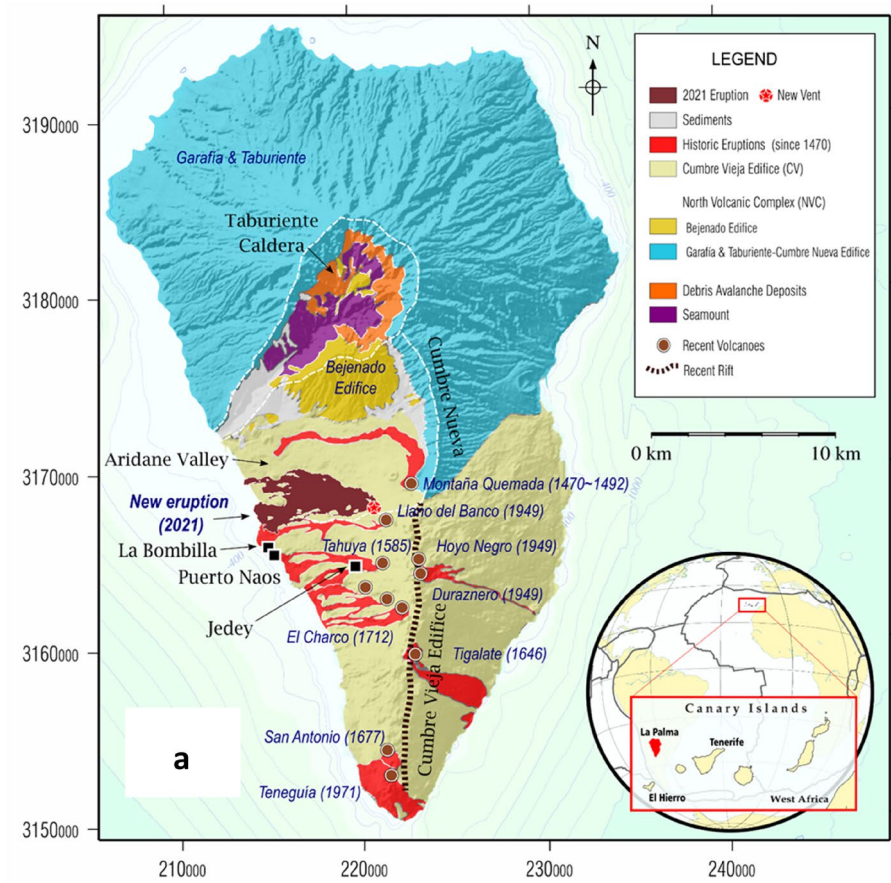 3190000
3180000
3170000
3160000
3150000
210000
220000
230000
240000
N
LEGEND
2021 Eruption
New Vent
Sediments
Historic Eruptions (since 1470)
Cumbre Vieja Edifice (CV)
North Volcanic Complex (NVC)
Bejenado Edifice
Garafía & Taburiente-Cumbre Nueva Edifice
Debris Avalanche Deposits
Seamount
Recent Volcanoes
Recent Rift
0 km
10 km
Garafía & Taburiente
Taburiente
Caldera
Bejenado
Edifice
Cumbre Nueva
Aridane Valley
Montaña Quemada (1470~1492)
New eruption
(2021)
Llano del Banco (1949)
La Bombilla
Tahuya (1585)
Hoyo Negro (1949)
Puerto Naos
Duraznero (1949)
Jedey
El Charco (1712)
Tigalate (1646)
Cumbre Vieja Edifice
San Antonio (1677)
Teneguía (1971)
a
-400
-400
-400
-1000
Canary Islands
La Palma
Tenerife
El Hierro
West Africa